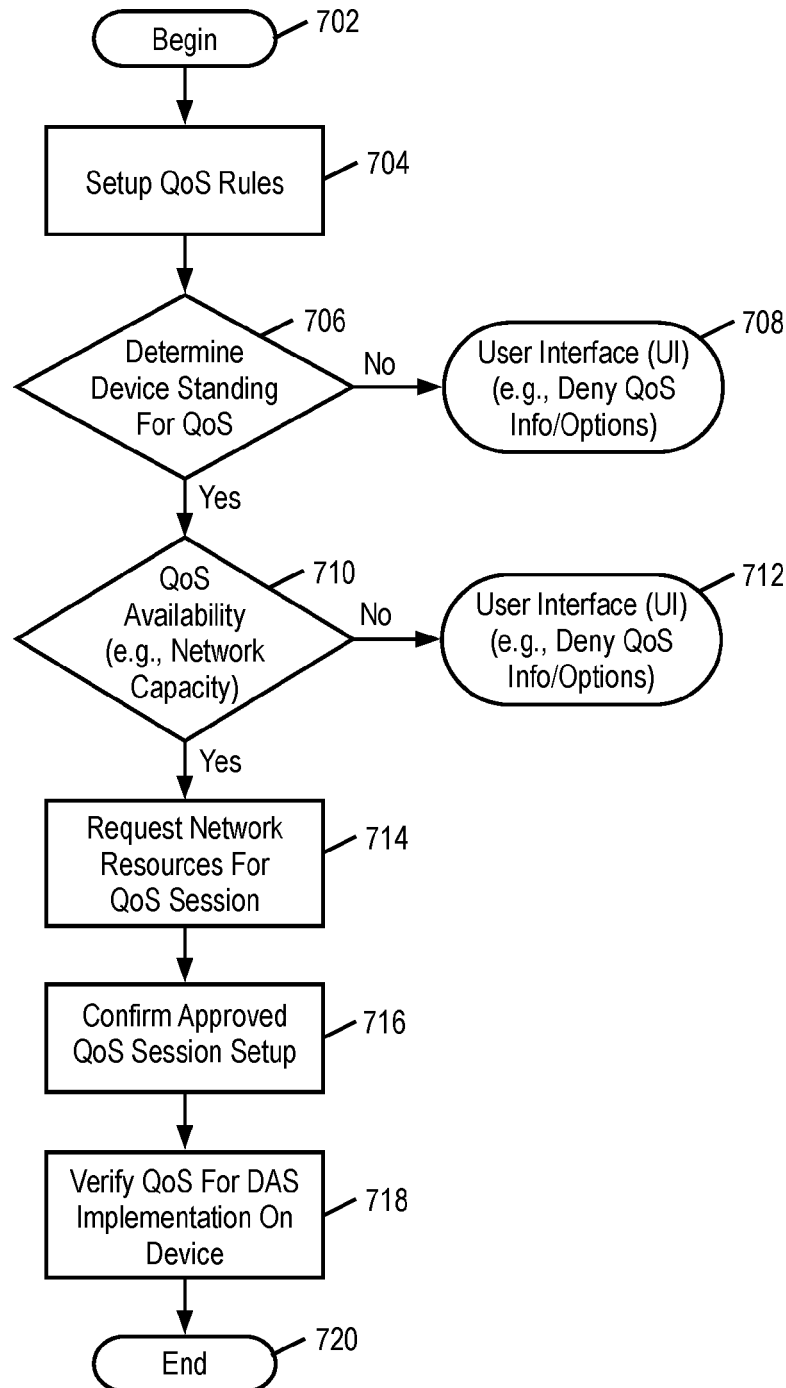 Begin
702
Setup QoS Rules
704
706
Determine
Device Standing
For QoS
No
User Interface (UI)
(e.g., Deny QoS
Info/Options)
708
Yes
710
QoS
Availability
(e.g., Network
Capacity)
No
User Interface (UI)
(e.g., Deny QoS
Info/Options)
712
Yes
Request Network
Resources For
QoS Session
714
Confirm Approved
QoS Session Setup
716
Verify QoS For DAS
Implementation On
Device
718
End
720